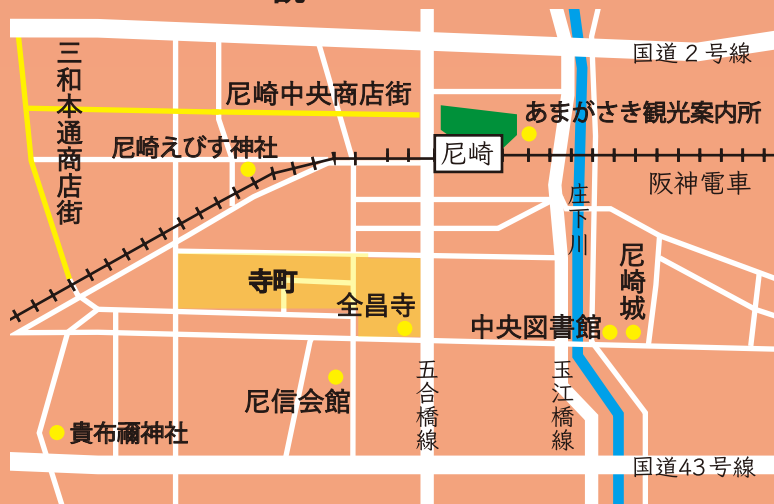 国道2号線
三和本通商店街
尼崎中央商店街
あまがさき観光案内所
尼崎えびす神社
尼崎
阪神電車
庄下川
尼崎城
寺町
全昌寺
中央図書館
五合橋線
玉江橋線
尼信会館
貴布禰神社
国道43号線